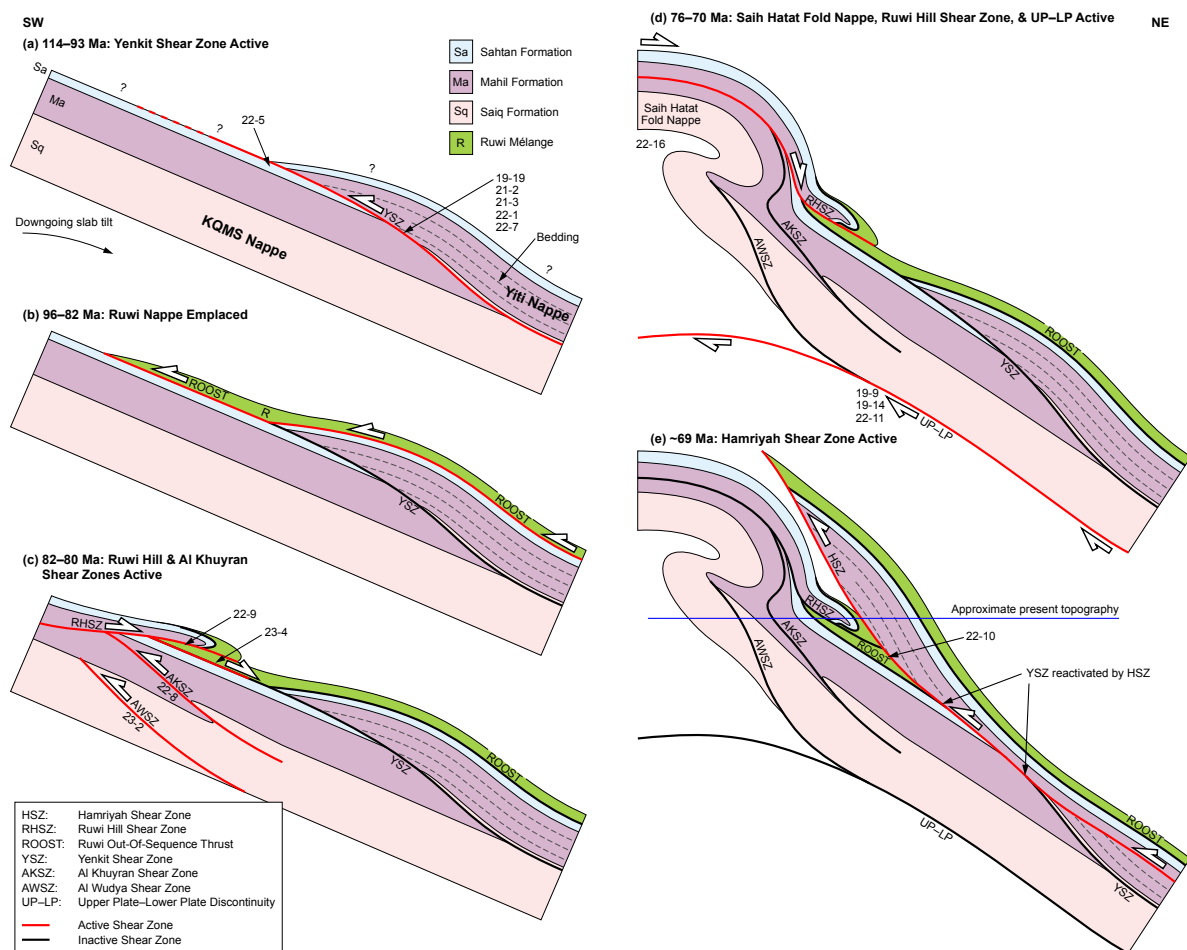 SW
(a) 114–93 Ma: Yenkit Shear Zone Active
Sa
Ma
Sq
?
?
?
?
22-5
19-19
21-2
21-3
22-1
22-7
YSZ
Bedding
KQMS Nappe
Yiti Nappe
Downgoing slab tilt
Sa Sahtan Formation
Ma Mahil Formation
Sq Saiq Formation
R Ruwi Mélange
(b) 96–82 Ma: Ruwi Nappe Emplaced
ROOST
R
YSZ
ROOST
(c) 82–80 Ma: Ruwi Hill & Al Khuyran
Shear Zones Active
RHSZ
22-9
23-4
AKSZ
22-8
AWSZ
23-2
YSZ
ROOST
HSZ: Hamriyah Shear Zone
RHSZ: Ruwi Hill Shear Zone
ROOST: Ruwi Out-Of-Sequence Thrust
YSZ: Yenkit Shear Zone
AKSZ: Al Khuyran Shear Zone
AWSZ: Al Wudya Shear Zone
UP–LP: Upper Plate–Lower Plate Discontinuity
Active Shear Zone
Inactive Shear Zone
(d) 76–70 Ma: Saih Hatat Fold Nappe, Ruwi Hill Shear Zone, & UP–LP Active
NE
Saih Hatat
Fold Nappe
22-16
RHSZ
AKSZ
AWSZ
ROOST
YSZ
19-9
19-14
22-11
UP–LP
(e) ~69 Ma: Hamriyah Shear Zone Active
HSZ
RHSZ
Approximate present topography
AKSZ
AWSZ
ROOST
22-10
YSZ reactivated by HSZ
UP–LP
ROOST
YSZ